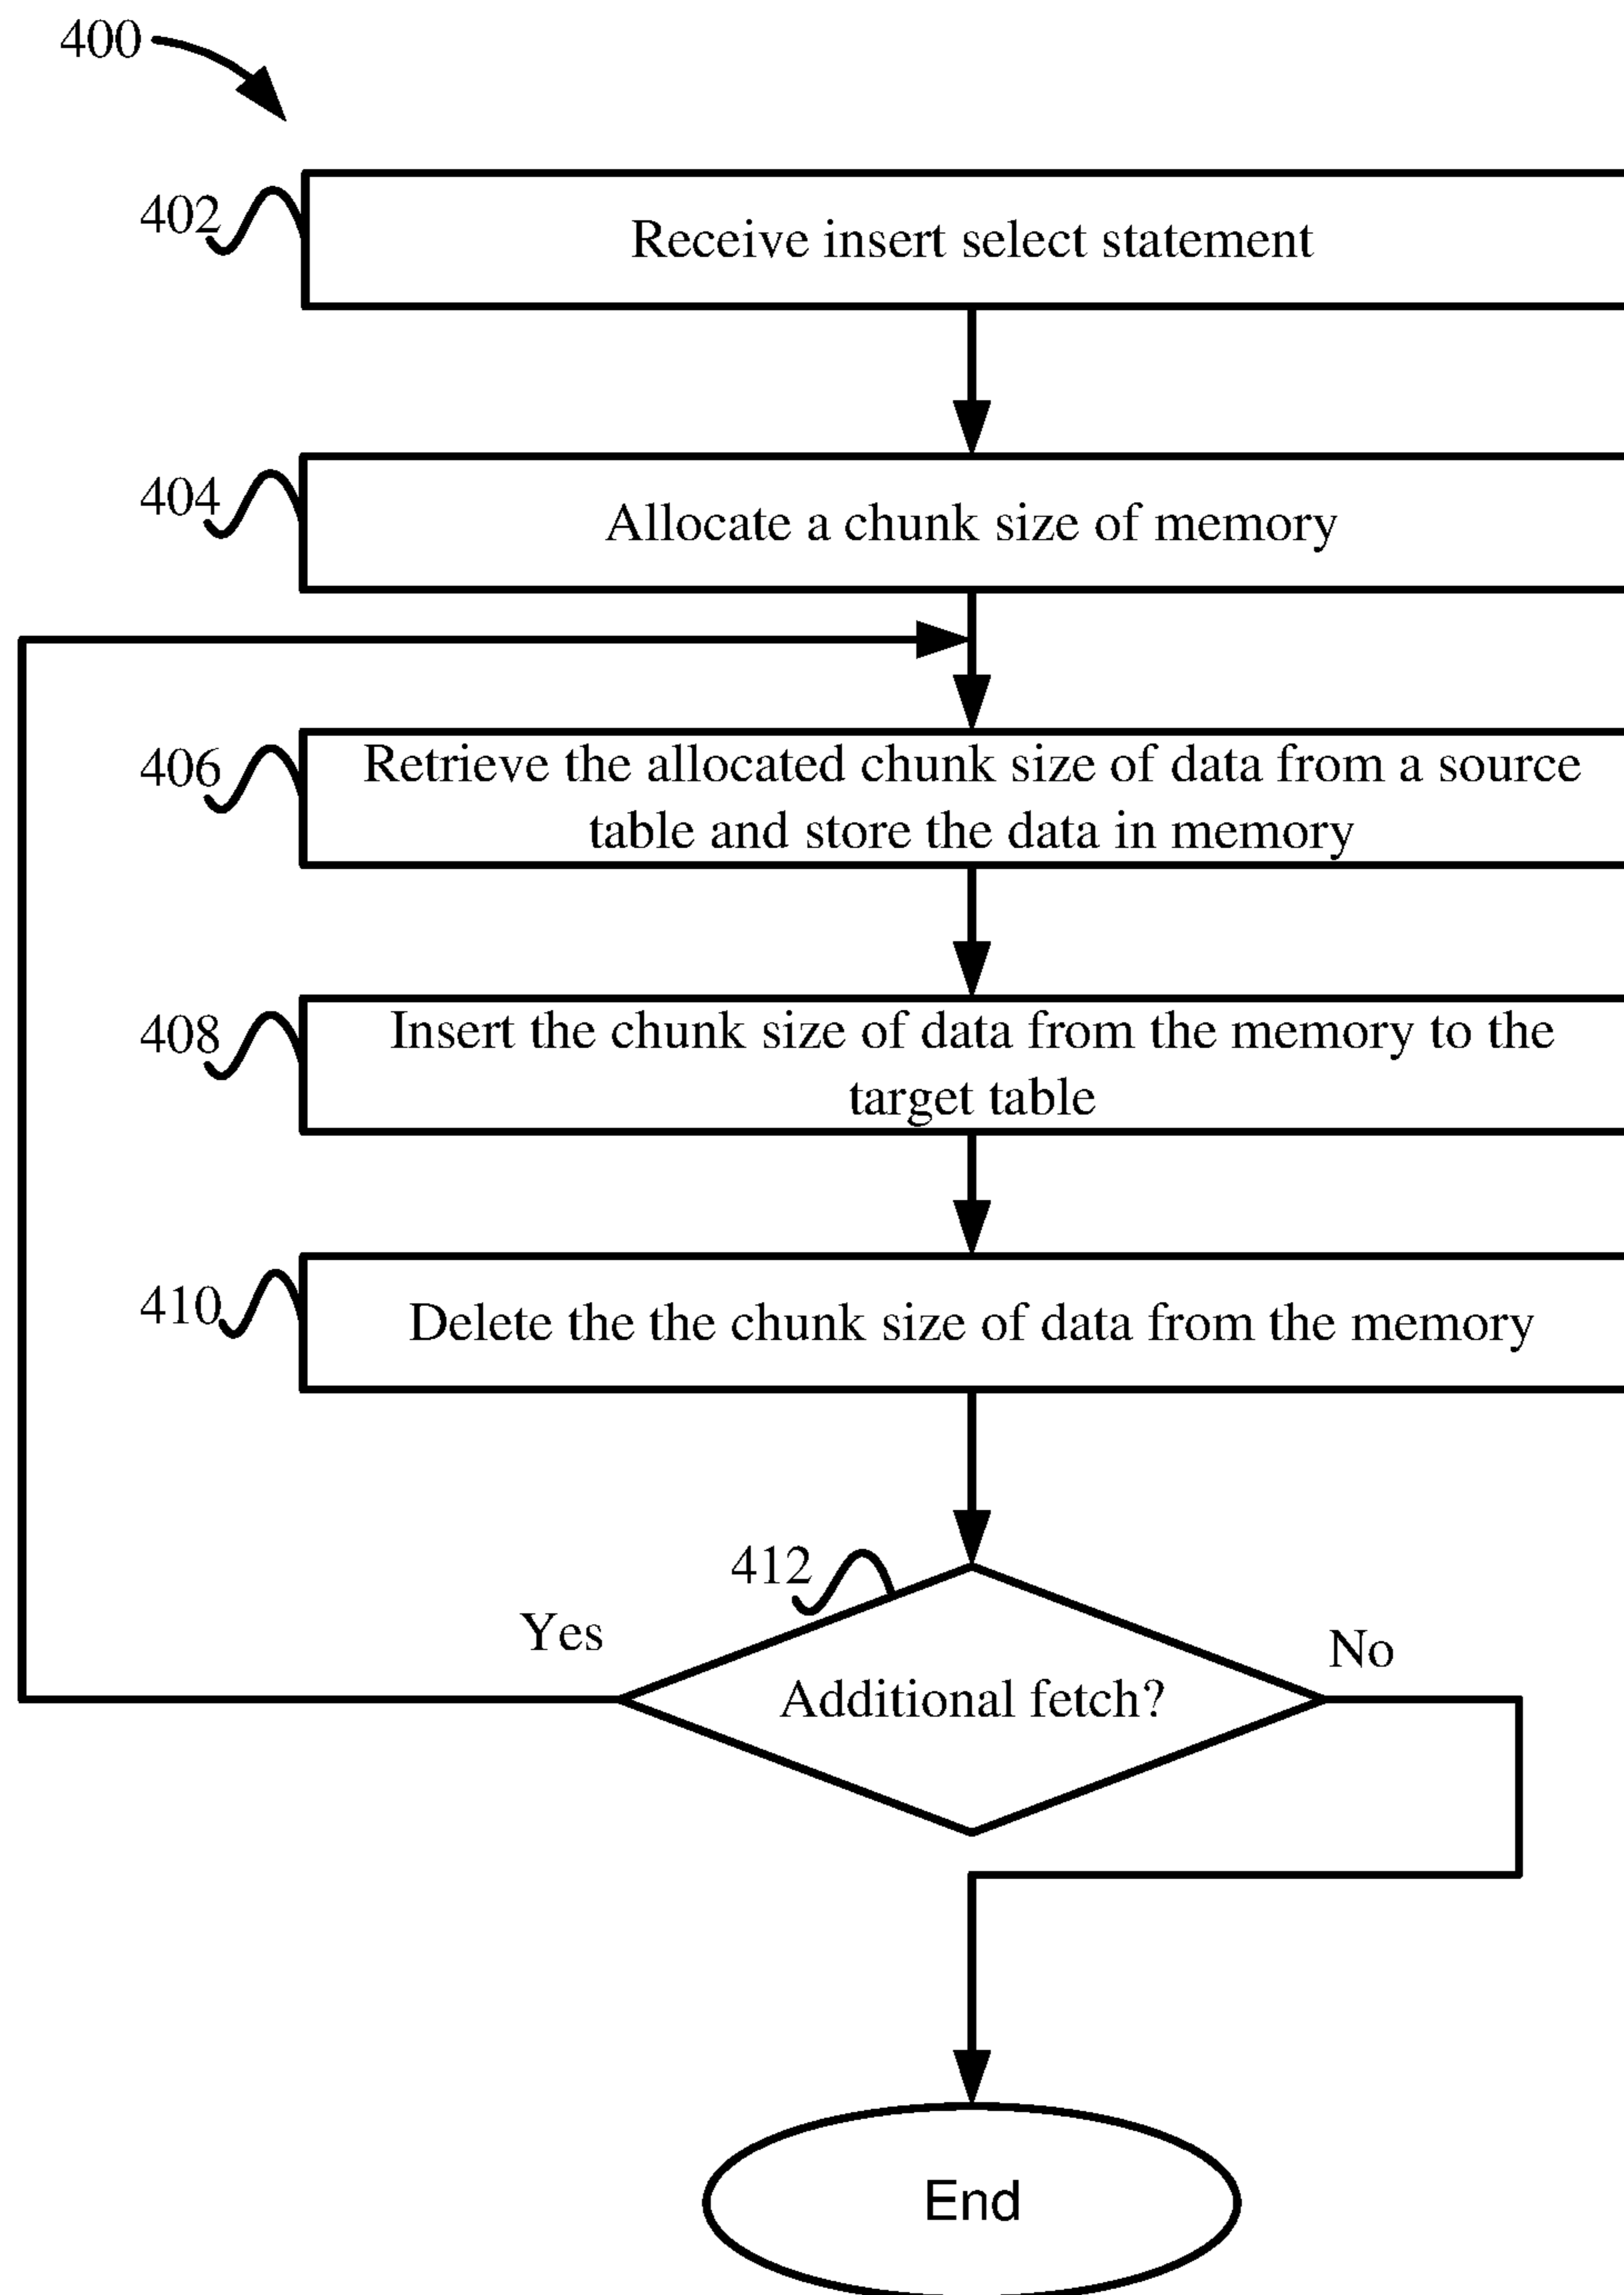 400
402
Receive insert select statement
404
Allocate a chunk size of memory
406
Retrieve the allocated chunk size of data from a source
table and store the data in memory
408
Insert the chunk size of data from the memory to the
target table
410
Delete the the chunk size of data from the memory
412
Yes
No
Additional fetch?
End